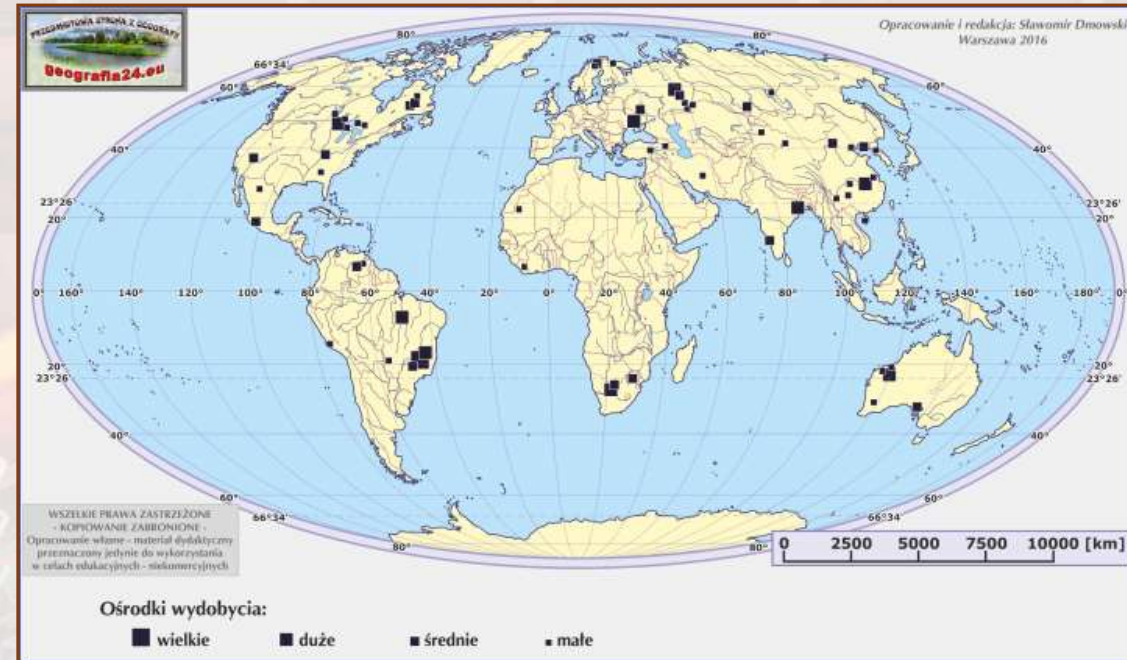 PRZEDMIOTOWA STRONA Z GEOGRAFII
geografia24.eu
Opracowanie i redakcja: Sławomir Dmowski
Warszawa 2016
80° 80°
66°34'
60° 60°
40° 40°
23°26' 23°26'
20° 20°
0° 160° 140° 120° 100° 80° 60° 40° 20° 0° 20° 40° 60° 80° 100° 120° 140° 160° 180° 0°
20° 20°
23°26' 23°26'
40° 40°
60° 60°
66°34' 66°34'
80° 80°
WSZELKIE PRAWA ZASTRZEŻONE
- KOPIOWANIE ZABRONIONE -
Opracowanie własne - materiał dydaktyczny
przeznaczony jedynie do wykorzystania
w celach edukacyjnych - niekomercyjnych
0 2500 5000 7500 10000 [km]
Ośrodki wydobycia:
wielkie duże średnie małe